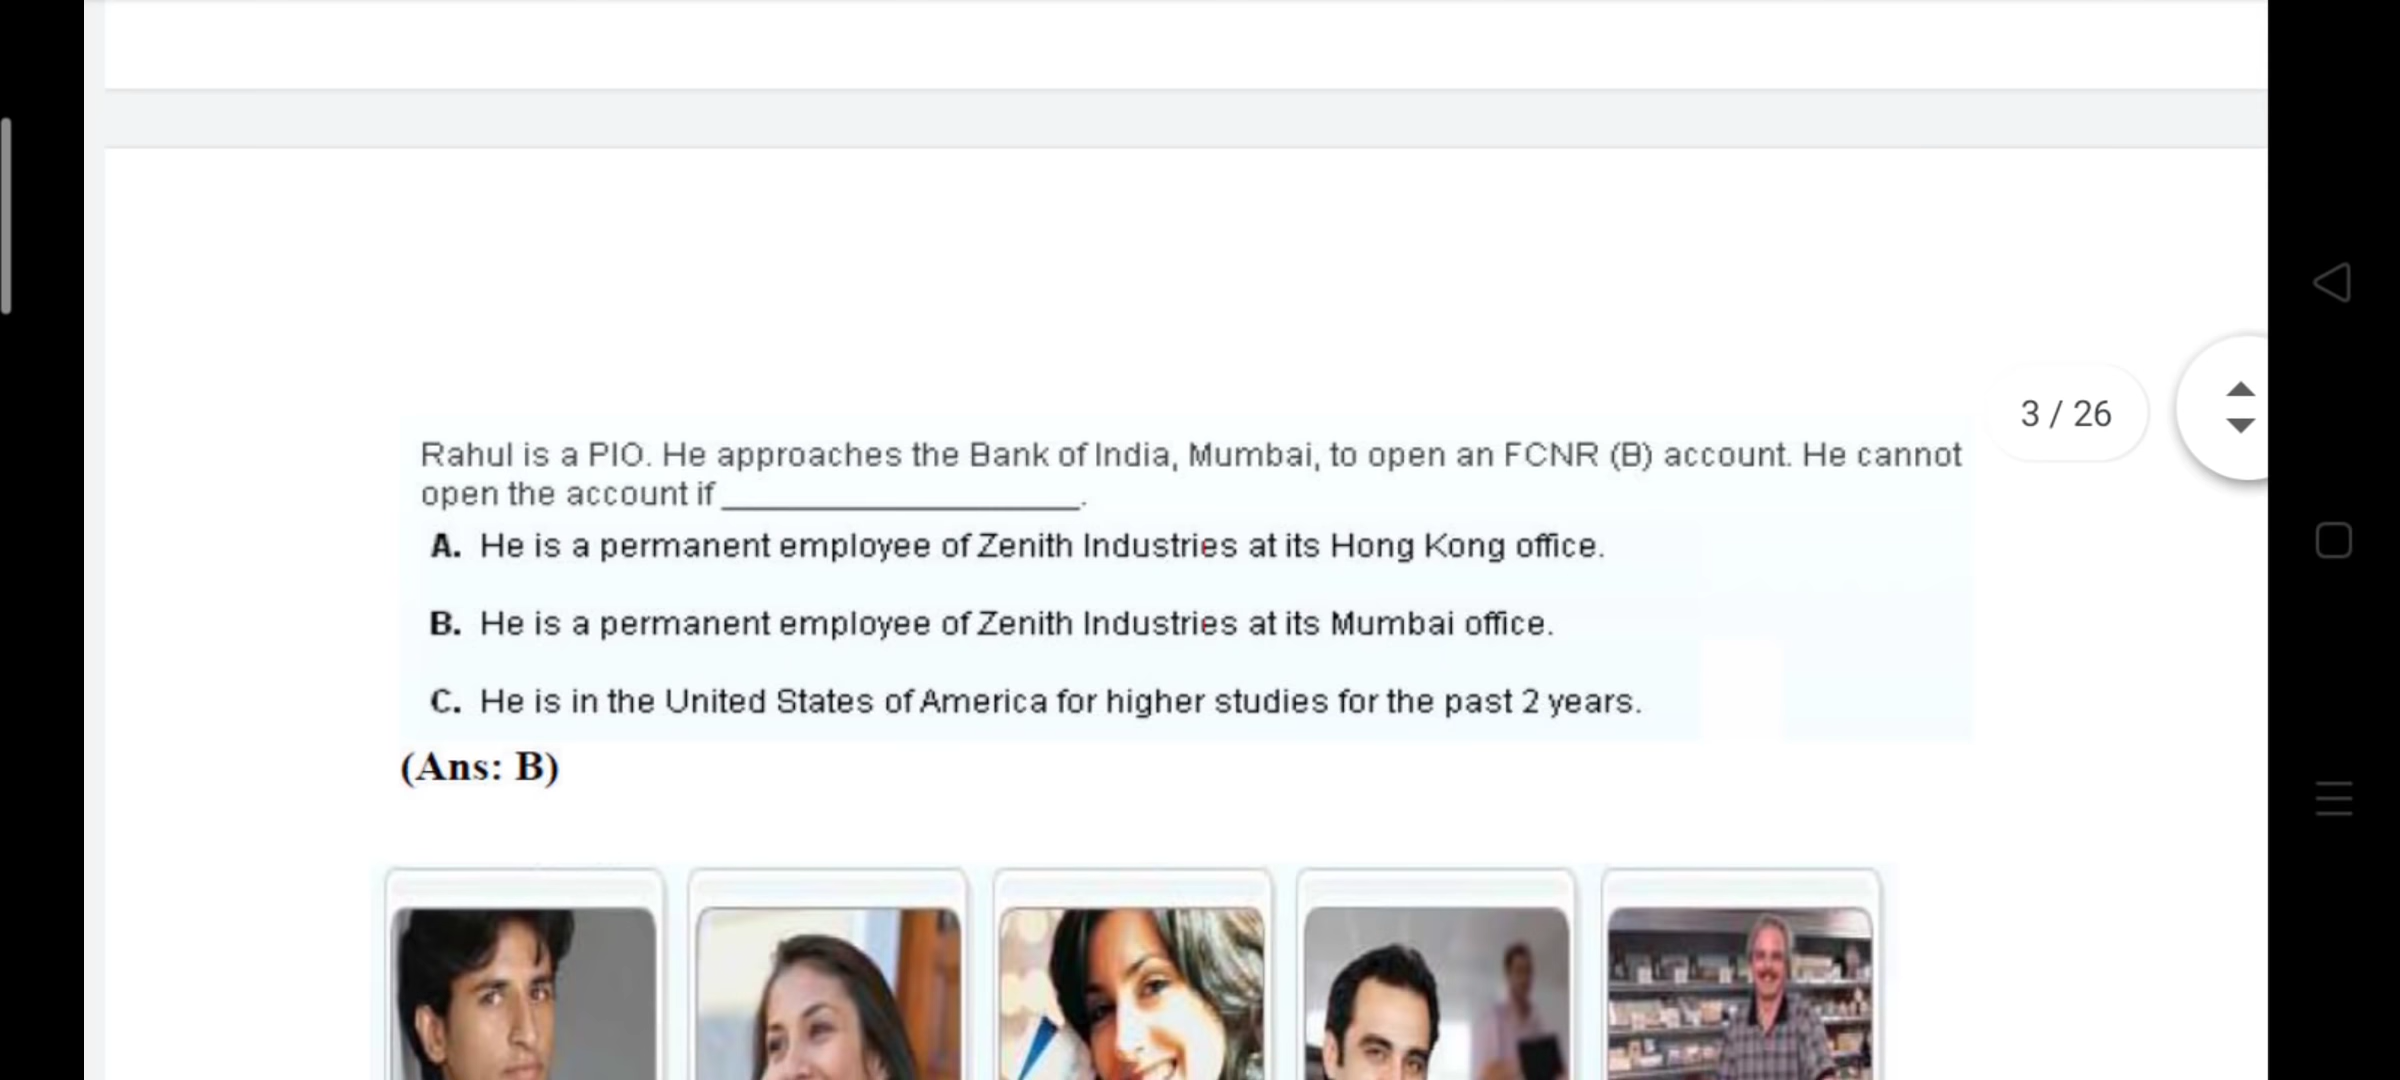 3 / 26
Rahul is a PIO. He approaches the Bank of India, Mumbai, to open an FCNR (B) account. He cannot
open the account if ____________________.
A. He is a permanent employee of Zenith Industries at its Hong Kong office.
B. He is a permanent employee of Zenith Industries at its Mumbai office.
C. He is in the United States of America for higher studies for the past 2 years.
(Ans: B)